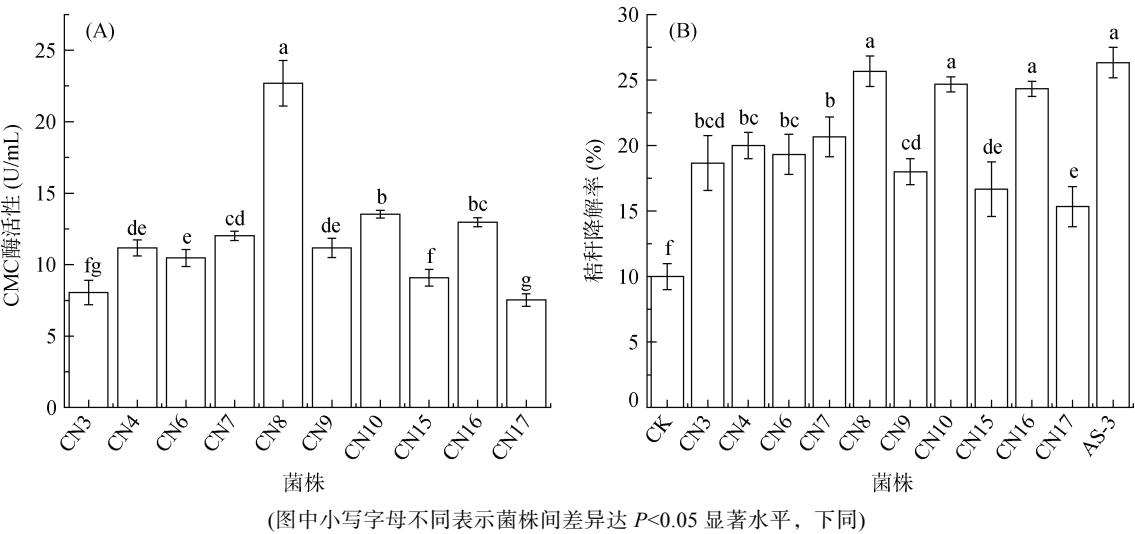 (A)
CMC酶活性 (U/mL)
25
20
15
10
5
0
fg
de
e
cd
a
de
b
f
bc
g
CN3
CN4
CN6
CN7
CN8
CN9
CN10
CN15
CN16
CN17
菌株
(B)
秸秆降解率 (%)
30
25
20
15
10
5
0
f
bcd
bc
bc
b
a
cd
a
de
a
e
a
CK
CN3
CN4
CN6
CN7
CN8
CN9
CN10
CN15
CN16
CN17
AS-3
菌株
(图中小写字母不同表示菌株间差异达 P<0.05 显著水平，下同)